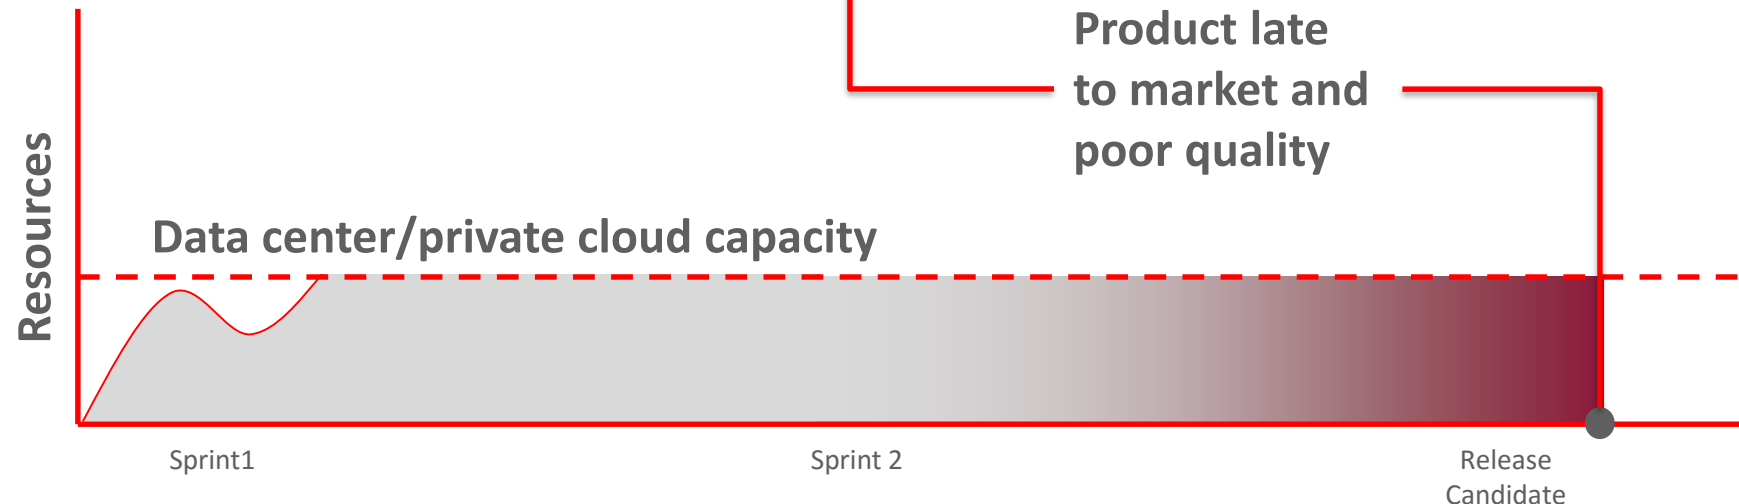 Product late
to market and
poor quality
Resources
Data center/private cloud capacity
Sprint1
Sprint 2
Release
Candidate